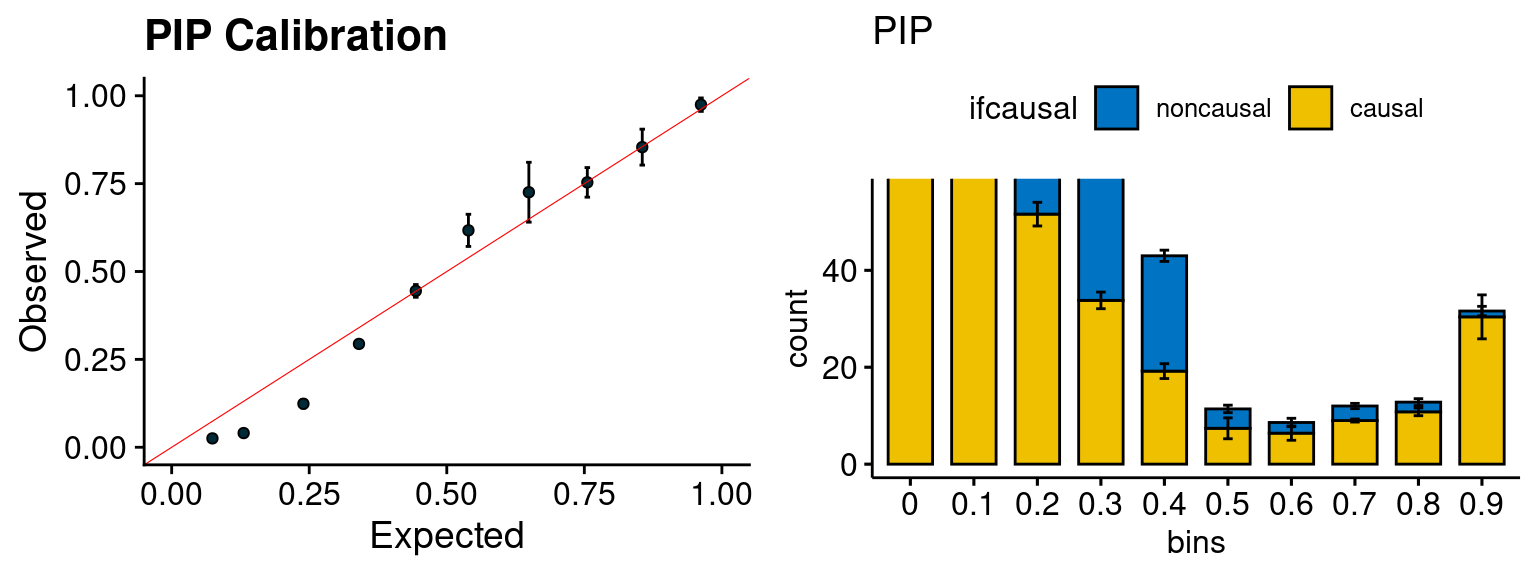 PIP Calibration
Observed
1.00
0.75
0.50
0.25
0.00
0.00 0.25 0.50 0.75 1.00
Expected
PIP
ifcausal noncausal causal
count
40
20
0
0 0.1 0.2 0.3 0.4 0.5 0.6 0.7 0.8 0.9
bins